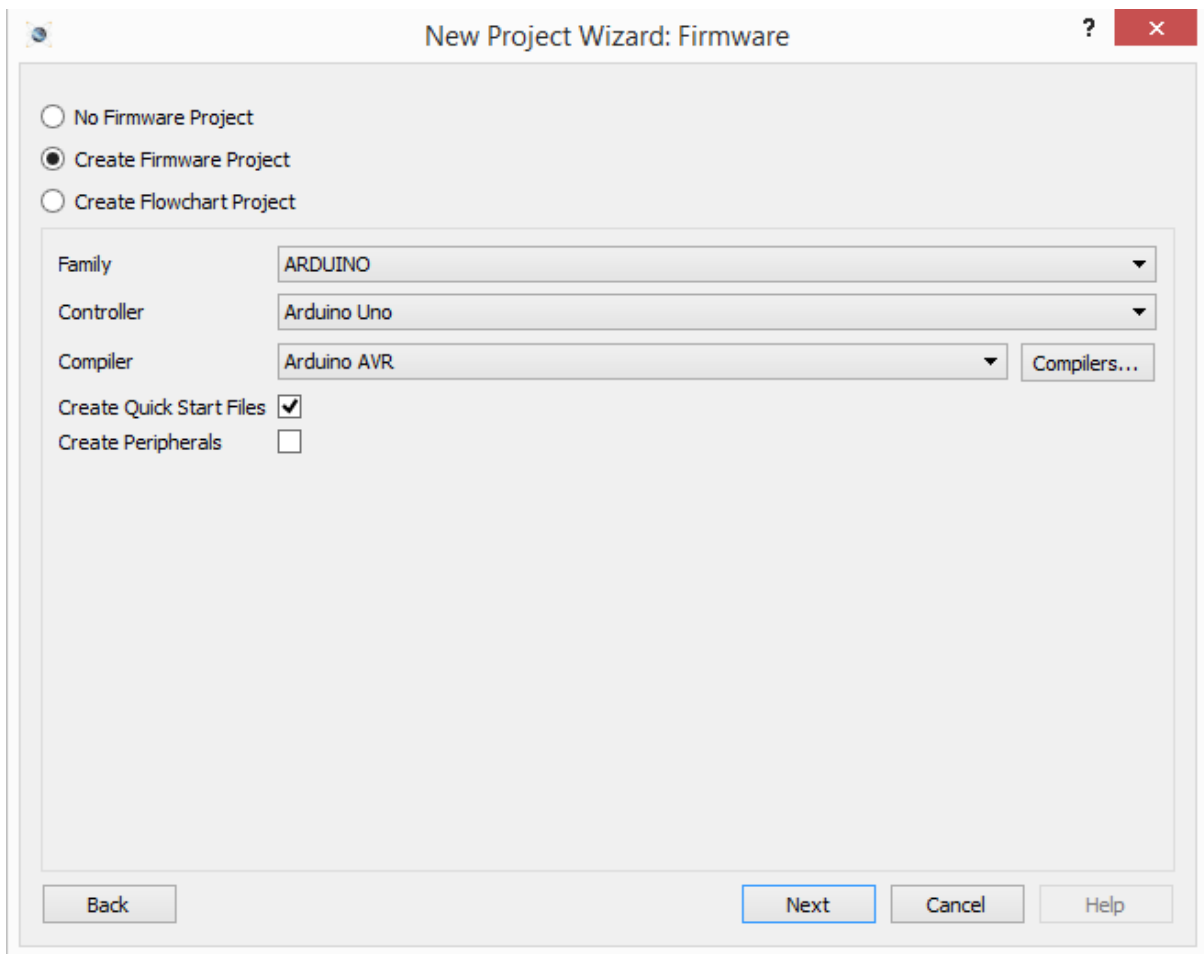 New Project Wizard: Firmware
?
No Firmware Project
Create Firmware Project
Create Flowchart Project
Family ARDUINO
Controller Arduino Uno
Compiler Arduino AVR Compilers...
Create Quick Start Files
Create Peripherals
Back Next Cancel Help